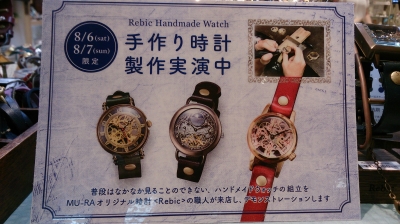 Rebic Handmade Watch
8/6(sat)
8/7(sun)
限定
手作り時計
製作実演中
普段はなかなか見ることのできない、ハンドメイドウォッチの組立を
MU-RAオリジナル時計<Rebic>の職人が来店し、デモンストレーションします